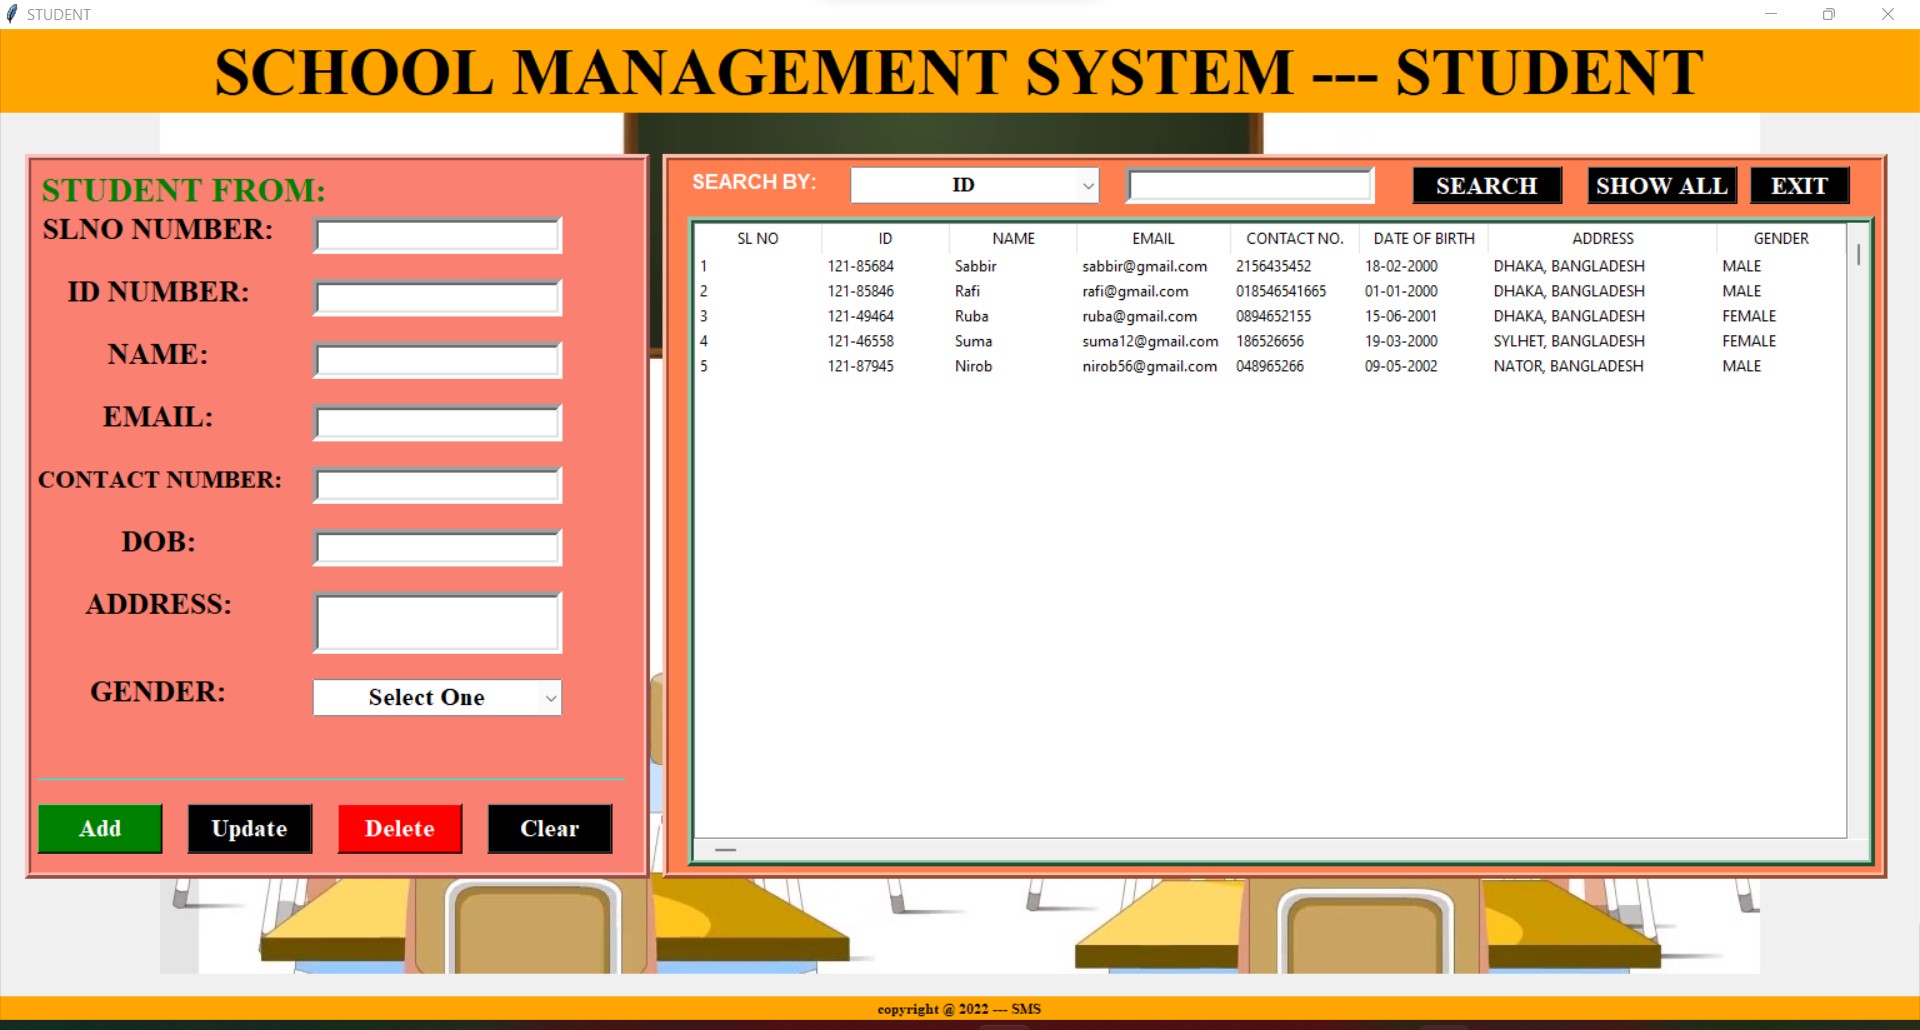 STUDENT
SCHOOL MANAGEMENT SYSTEM --- STUDENT
STUDENT FROM:
SLNO NUMBER:
ID NUMBER:
NAME:
EMAIL:
CONTACT NUMBER:
DOB:
ADDRESS:
GENDER: Select One
Add Update Delete Clear
SEARCH BY: ID SEARCH SHOW ALL EXIT
SL NO ID NAME EMAIL CONTACT NO. DATE OF BIRTH ADDRESS GENDER
1 121-85684 Sabbir sabbir@gmail.com 2156435452 18-02-2000 DHAKA, BANGLADESH MALE
2 121-85846 Rafi rafi@gmail.com 018546541665 01-01-2000 DHAKA, BANGLADESH MALE
3 121-49464 Ruba ruba@gmail.com 0894652155 15-06-2001 DHAKA, BANGLADESH FEMALE
4 121-46558 Suma suma12@gmail.com 186526656 19-03-2000 SYLHET, BANGLADESH FEMALE
5 121-87945 Nirob nirob56@gmail.com 048965266 09-05-2002 NATOR, BANGLADESH MALE
copyright @ 2022 --- SMS